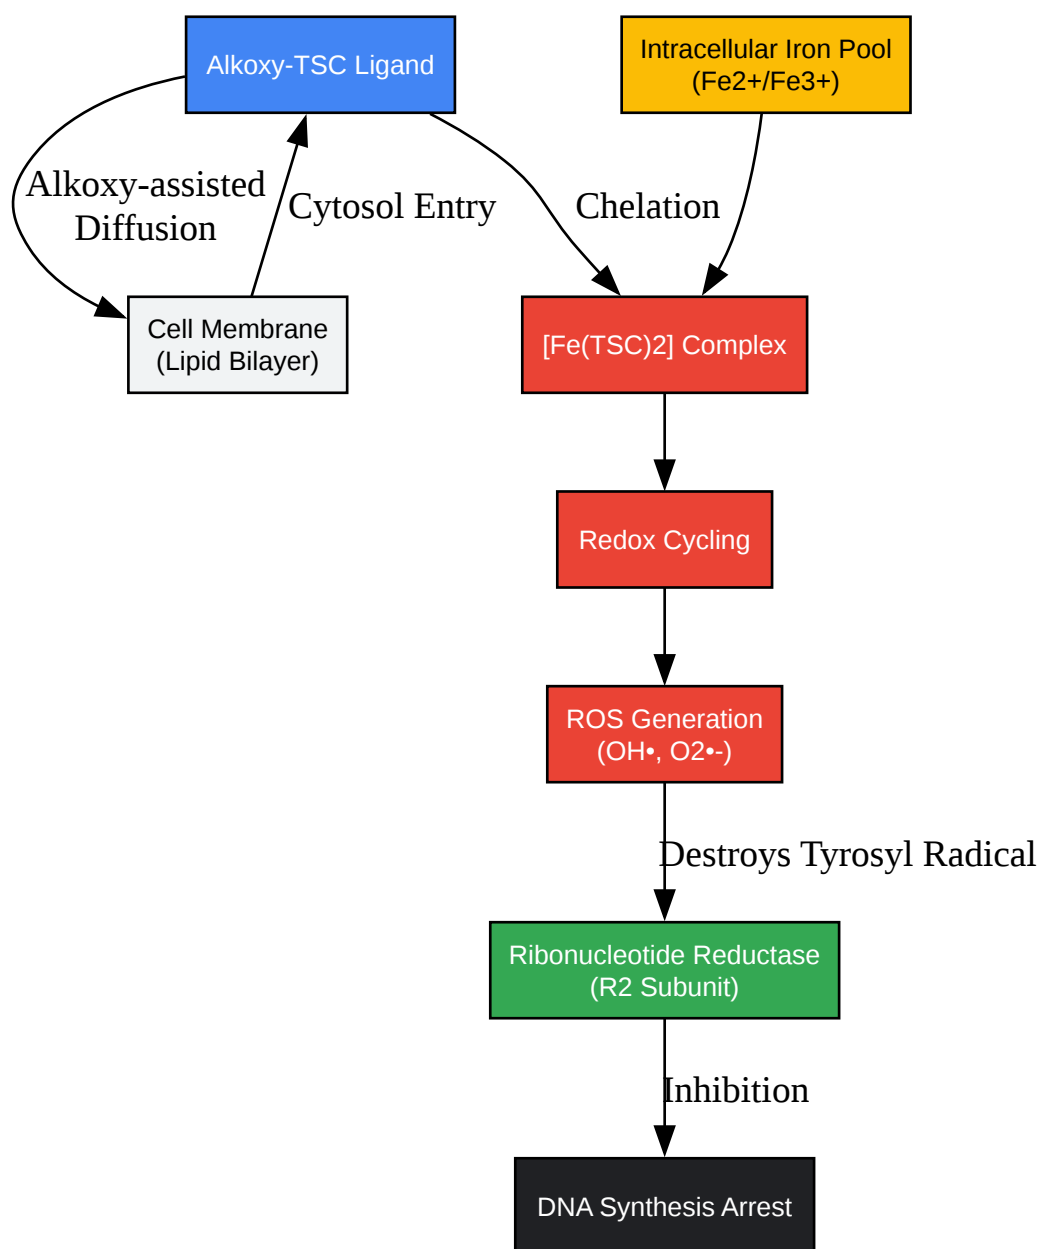 Alkoxy-TSC Ligand
Intracellular Iron Pool
(Fe2+/Fe3+)
Alkoxy-assisted
Diffusion
Cytosol Entry
Chelation
Cell Membrane
(Lipid Bilayer)
[Fe(TSC)2] Complex
Redox Cycling
ROS Generation
(OH•, O2•-)
Destroys Tyrosyl Radical
Ribonucleotide Reductase
(R2 Subunit)
Inhibition
DNA Synthesis Arrest